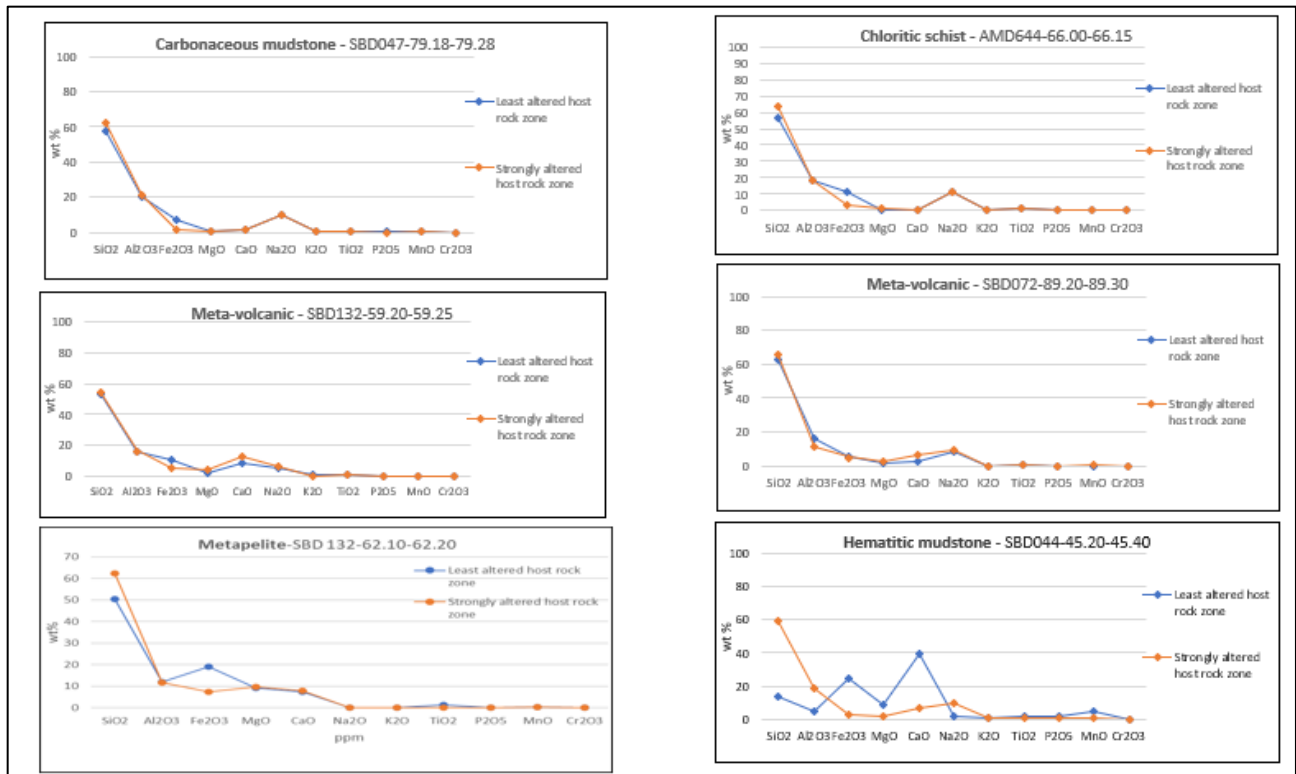 Carbonaceous mudstone - SBD047-79.18-79.28
100
80
60
40
20
0
wt %
SiO2 Al2O3 Fe2O3 MgO CaO Na2O K2O TiO2 P2O5 MnO Cr2O3
Least altered host
rock zone
Strongly altered
host rock zone
Chloritic schist - AMD644-66.00-66.15
100
90
80
70
60
50
40
30
20
10
0
wt %
SiO2 Al2O3 Fe2O3 MgO CaO Na2O K2O TiO2 P2O5 MnO Cr2O3
Least altered host
rock zone
Strongly altered
host rock zone
Meta-volcanic - SBD132-59.20-59.25
100
80
60
40
20
0
wt %
SiO2 Al2O3 Fe2O3 MgO CaO Na2O K2O TiO2 P2O5 MnO Cr2O3
Least altered host
rock zone
Strongly altered
host rock zone
Meta-volcanic - SBD072-89.20-89.30
100
80
60
40
20
0
wt %
SiO2 Al2O3 Fe2O3 MgO CaO Na2O K2O TiO2 P2O5 MnO Cr2O3
Least altered host
rock zone
Strongly altered
host rock zone
Metapelite-SBD 132-62.10-62.20
70
60
50
40
30
20
10
0
wt%
SiO2 Al2O3 Fe2O3 MgO CaO Na2O K2O TiO2 P2O5 MnO Cr2O3
ppm
Least altered host rock
zone
Strongly altered host rock
zone
Hematitic mudstone - SBD044-45.20-45.40
100
80
60
40
20
0
wt %
SiO2 Al2O3 Fe2O3 MgO CaO Na2O K2O TiO2 P2O5 MnO Cr2O3
Least altered host
rock zone
Strongly altered
host rock zone